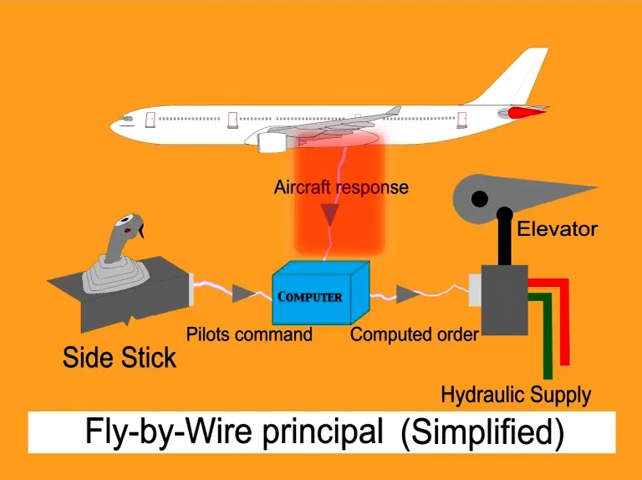 Aircraft response
Elevator
COMPUTER
Pilots command
Computed order
Side Stick
Hydraulic Supply
Fly-by-Wire principal (Simplified)